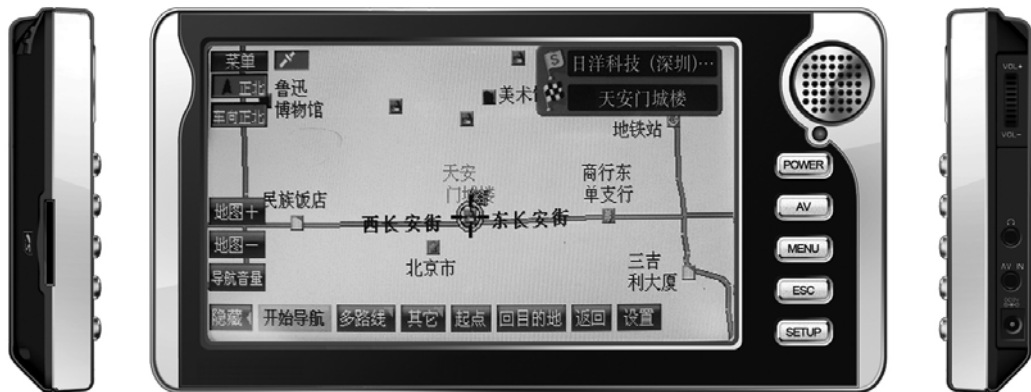 菜单
正北
车向正北
鲁迅
博物馆
美术
日洋科技（深圳）…
天安门城楼
地铁站
天安
门城楼
商行东
单支行
民族饭店
地图＋
西长安街
东长安街
地图－
北京市
导航音量
三吉
利大厦
隐藏
开始导航
多路线
其它
起点
回目的地
返回
设置
POWER
AV
MENU
ESC
SETUP
VOL+
VOL-
AV IN